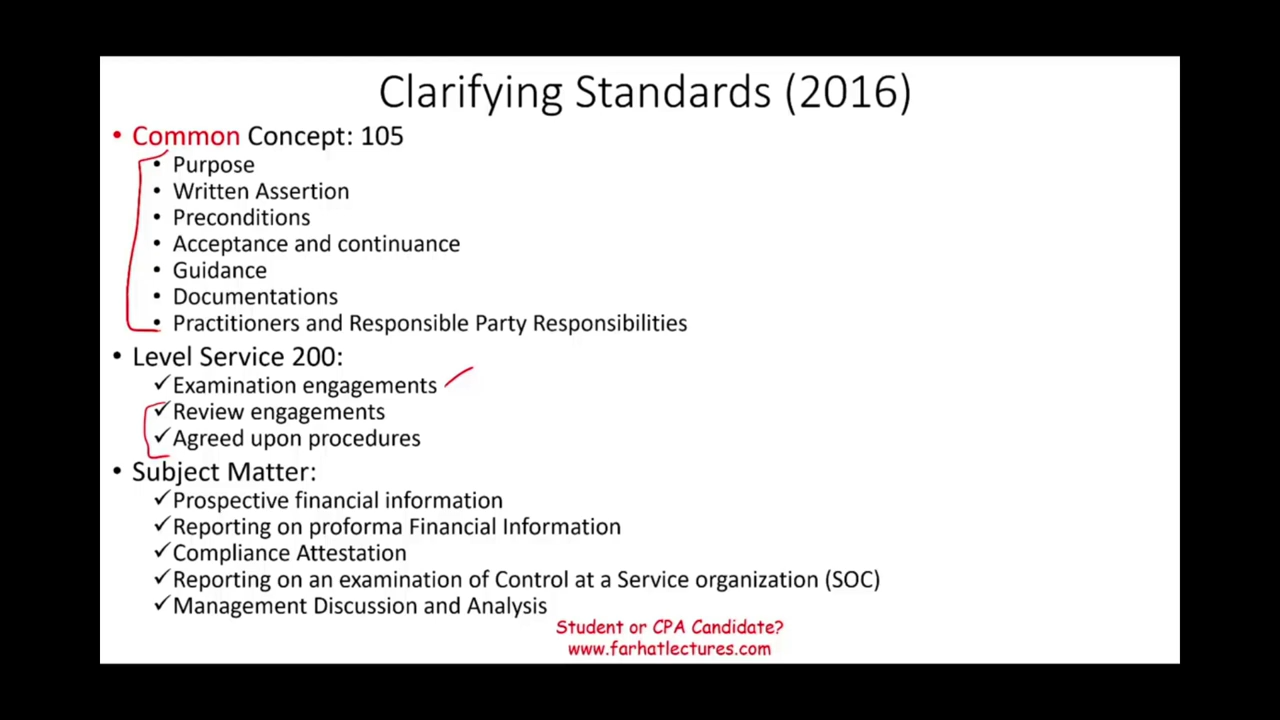 Clarifying Standards (2016)
• Common Concept: 105
• Purpose
• Written Assertion
• Preconditions
• Acceptance and continuance
• Guidance
• Documentations
• Practitioners and Responsible Party Responsibilities
• Level Service 200:
✓Examination engagements
✓Review engagements
✓Agreed upon procedures
• Subject Matter:
✓Prospective financial information
✓Reporting on proforma Financial Information
✓Compliance Attestation
✓Reporting on an examination of Control at a Service organization (SOC)
✓Management Discussion and Analysis
Student or CPA Candidate?
www.farhatlectures.com